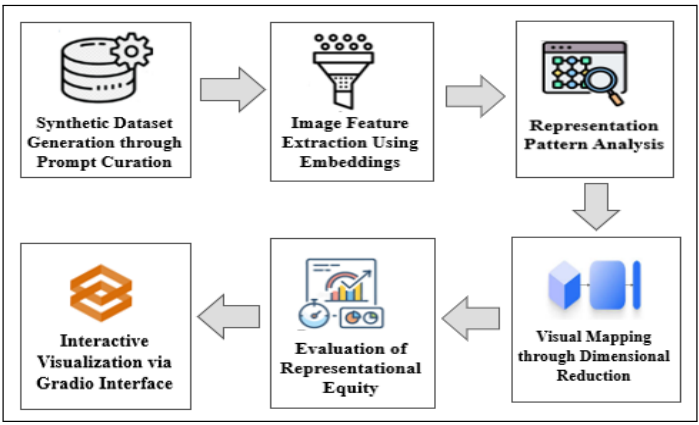 Synthetic Dataset
Generation through
Prompt Curation
Image Feature
Extraction Using
Embeddings
Representation
Pattern Analysis
Visual Mapping
through Dimensional
Reduction
Evaluation of
Representational
Equity
Interactive
Visualization via
Gradio Interface